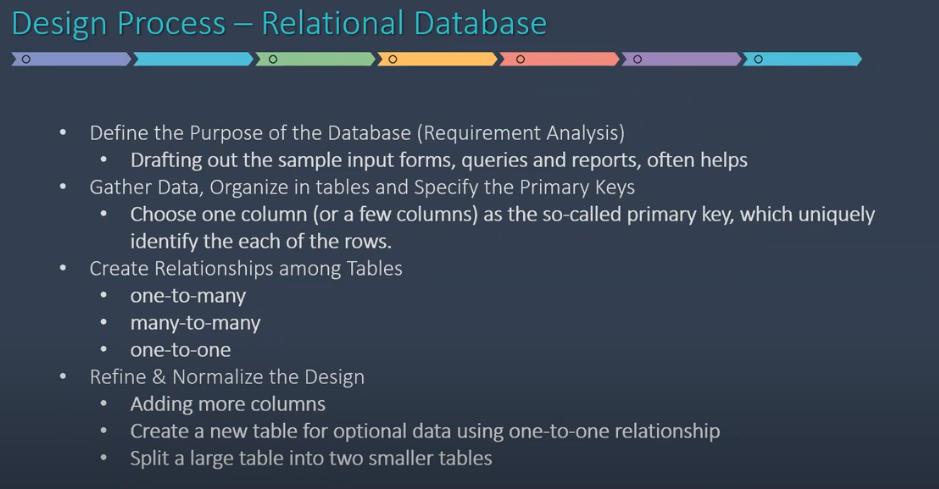 Design Process – Relational Database
• Define the Purpose of the Database (Requirement Analysis)
• Drafting out the sample input forms, queries and reports, often helps
• Gather Data, Organize in tables and Specify the Primary Keys
• Choose one column (or a few columns) as the so-called primary key, which uniquely
identify the each of the rows.
• Create Relationships among Tables
• one-to-many
• many-to-many
• one-to-one
• Refine & Normalize the Design
• Adding more columns
• Create a new table for optional data using one-to-one relationship
• Split a large table into two smaller tables